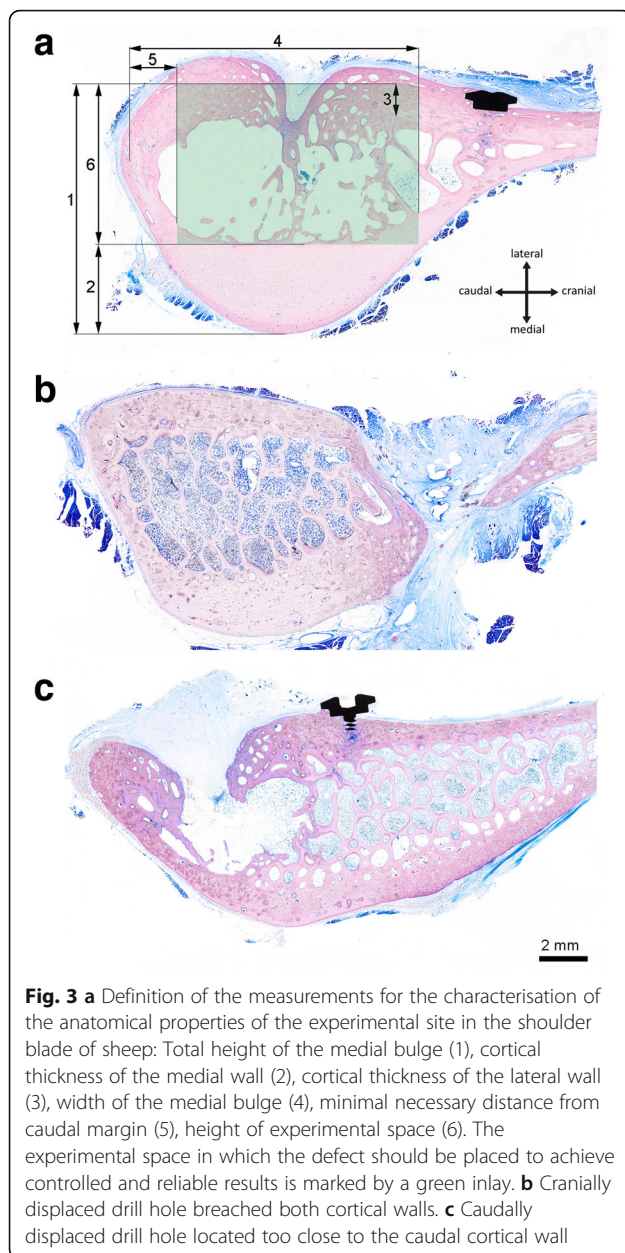 a
4
5
3
6
1
2
lateral
caudal cranial
medial
b
c
2 mm
Fig. 3 a Definition of the measurements for the characterisation of
the anatomical properties of the experimental site in the shoulder
blade of sheep: Total height of the medial bulge (1), cortical
thickness of the medial wall (2), cortical thickness of the lateral wall
(3), width of the medial bulge (4), minimal necessary distance from
caudal margin (5), height of experimental space (6). The
experimental space in which the defect should be placed to achieve
controlled and reliable results is marked by a green inlay. b Cranially
displaced drill hole breached both cortical walls. c Caudally
displaced drill hole located too close to the caudal cortical wall